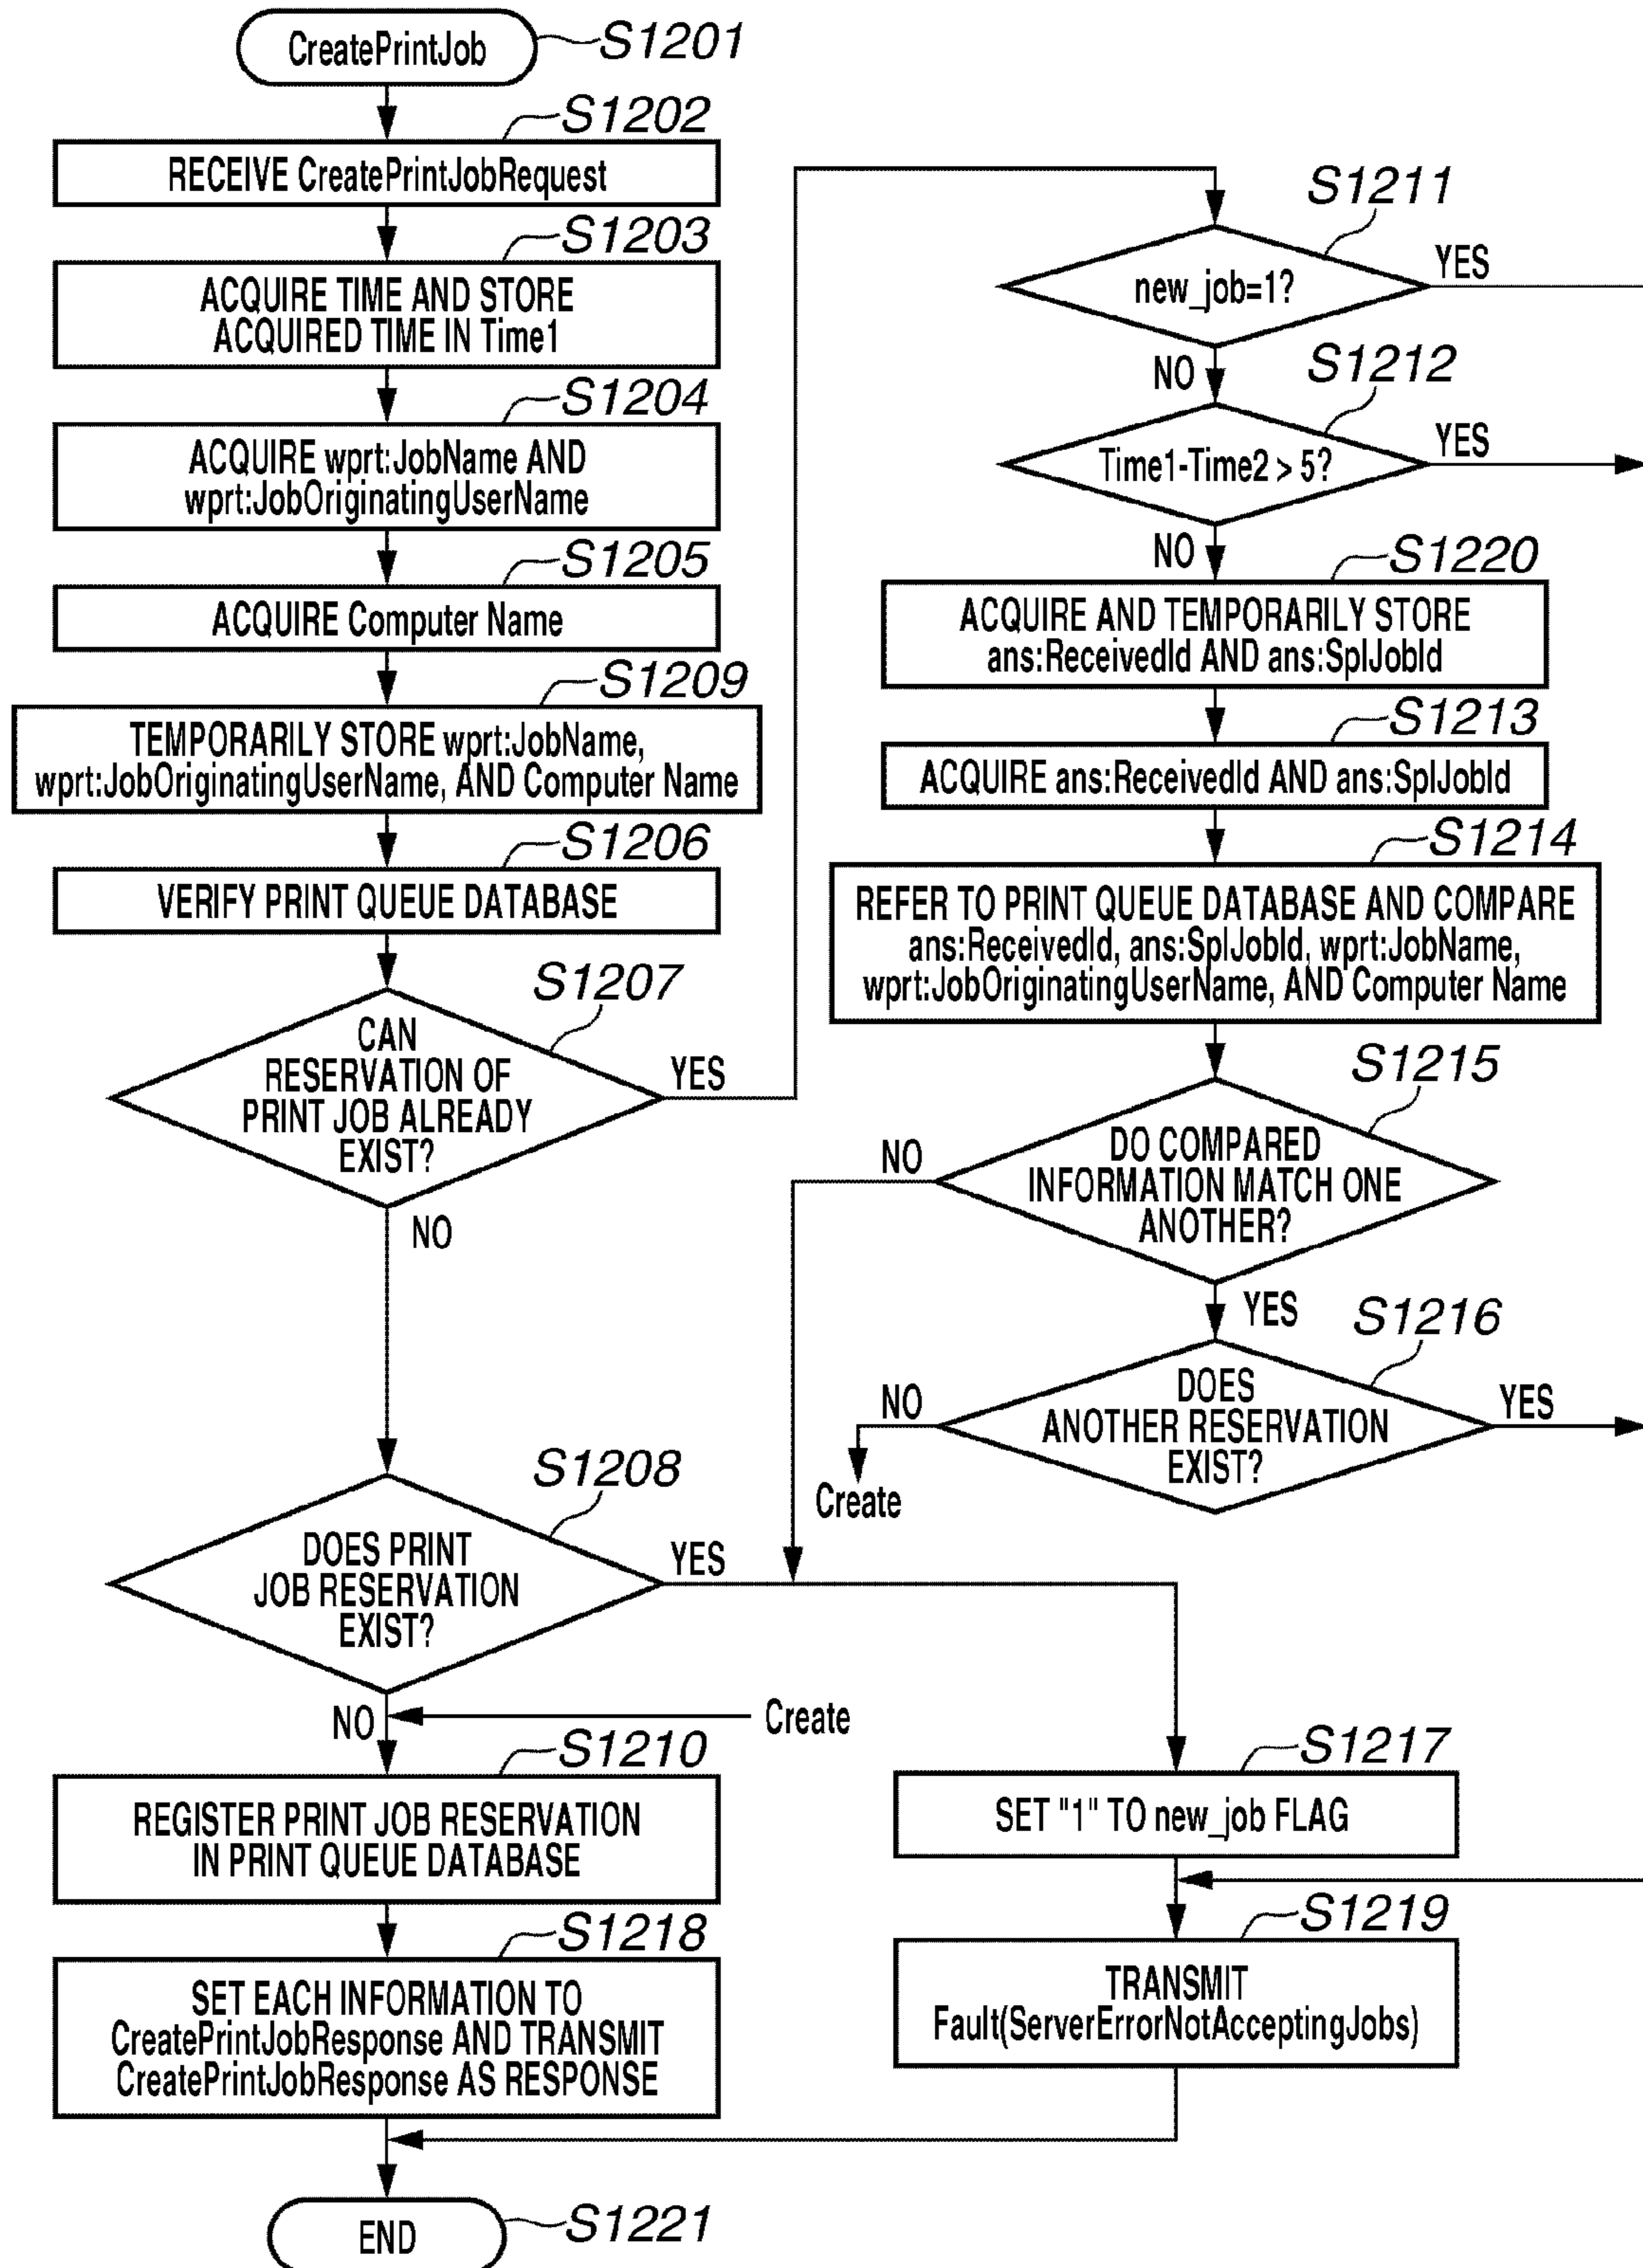 CreatePrintJob
S1201
S1202
RECEIVE CreatePrintJobRequest
S1203
ACQUIRE TIME AND STORE
ACQUIRED TIME IN Time1
S1204
ACQUIRE wprt:JobName AND
wprt:JobOriginatingUserName
S1205
ACQUIRE Computer Name
S1209
TEMPORARILY STORE wprt:JobName,
wprt:JobOriginatingUserName, AND Computer Name
S1206
VERIFY PRINT QUEUE DATABASE
S1207
CAN
RESERVATION OF
PRINT JOB ALREADY
EXIST?
YES
NO
S1208
DOES PRINT
JOB RESERVATION
EXIST?
YES
NO
Create
S1210
REGISTER PRINT JOB RESERVATION
IN PRINT QUEUE DATABASE
S1218
SET EACH INFORMATION TO
CreatePrintJobResponse AND TRANSMIT
CreatePrintJobResponse AS RESPONSE
END
S1221
S1211
new_job=1?
YES
NO
S1212
Time1-Time2 > 5?
YES
NO
S1220
ACQUIRE AND TEMPORARILY STORE
ans:ReceivedId AND ans:SplJobId
S1213
ACQUIRE ans:ReceivedId AND ans:SplJobId
S1214
REFER TO PRINT QUEUE DATABASE AND COMPARE
ans:ReceivedId, ans:SplJobId, wprt:JobName,
wprt:JobOriginatingUserName, AND Computer Name
S1215
DO COMPARED
INFORMATION MATCH ONE
ANOTHER?
NO
YES
S1216
DOES
ANOTHER RESERVATION
EXIST?
NO
YES
Create
S1217
SET "1" TO new_job FLAG
S1219
TRANSMIT
Fault(ServerErrorNotAcceptingJobs)